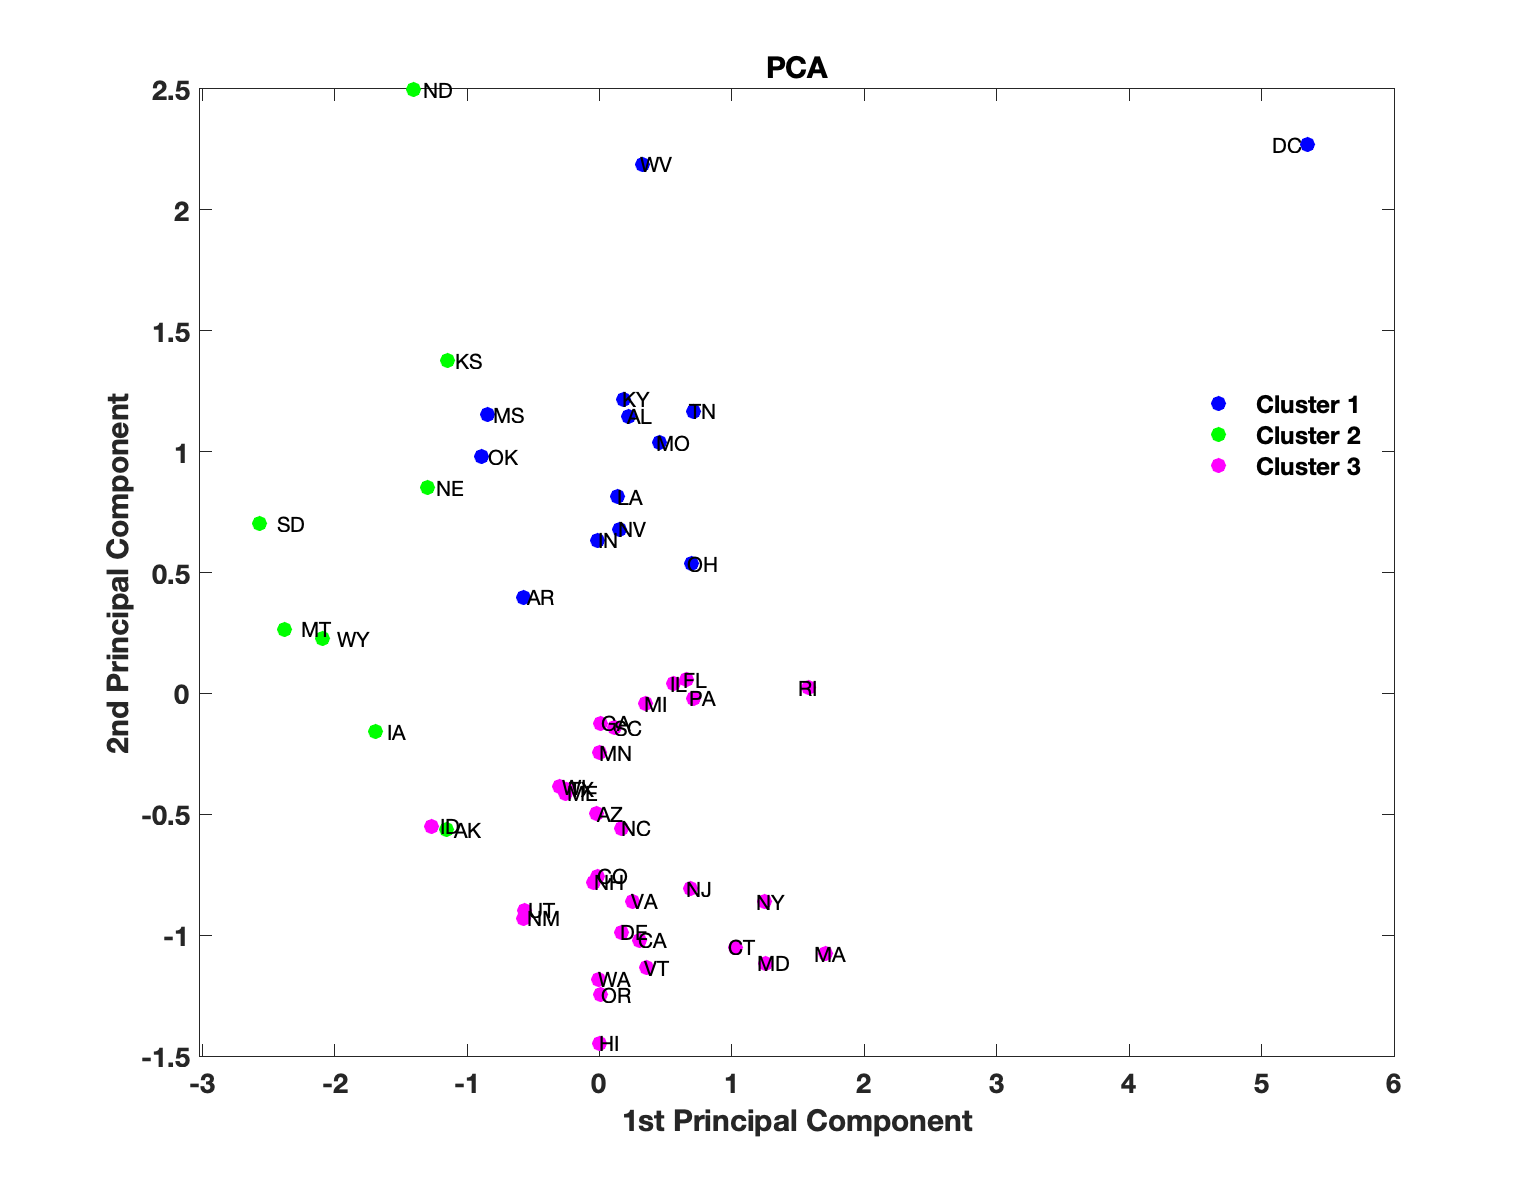 PCA
2.5
ND
DC
WV
2
1.5
KS
KY
TN
MS
AL
Cluster 1
Cluster 2
Cluster 3
MO
1
OK
NE
LA
SD
NV
IN
0.5
OH
AR
MT
WY
0
FL
IL
RI
PA
MI
GA
SC
MN
IA
ME
-0.5
AZ
ID
AK
NC
CO
NH
NJ
VA
NY
UT
NM
-1
DE
CA
CT
MA
MD
VT
WA
OR
HI
-1.5
-3 -2 -1 0 1 2 3 4 5 6
1st Principal Component
2nd Principal Component